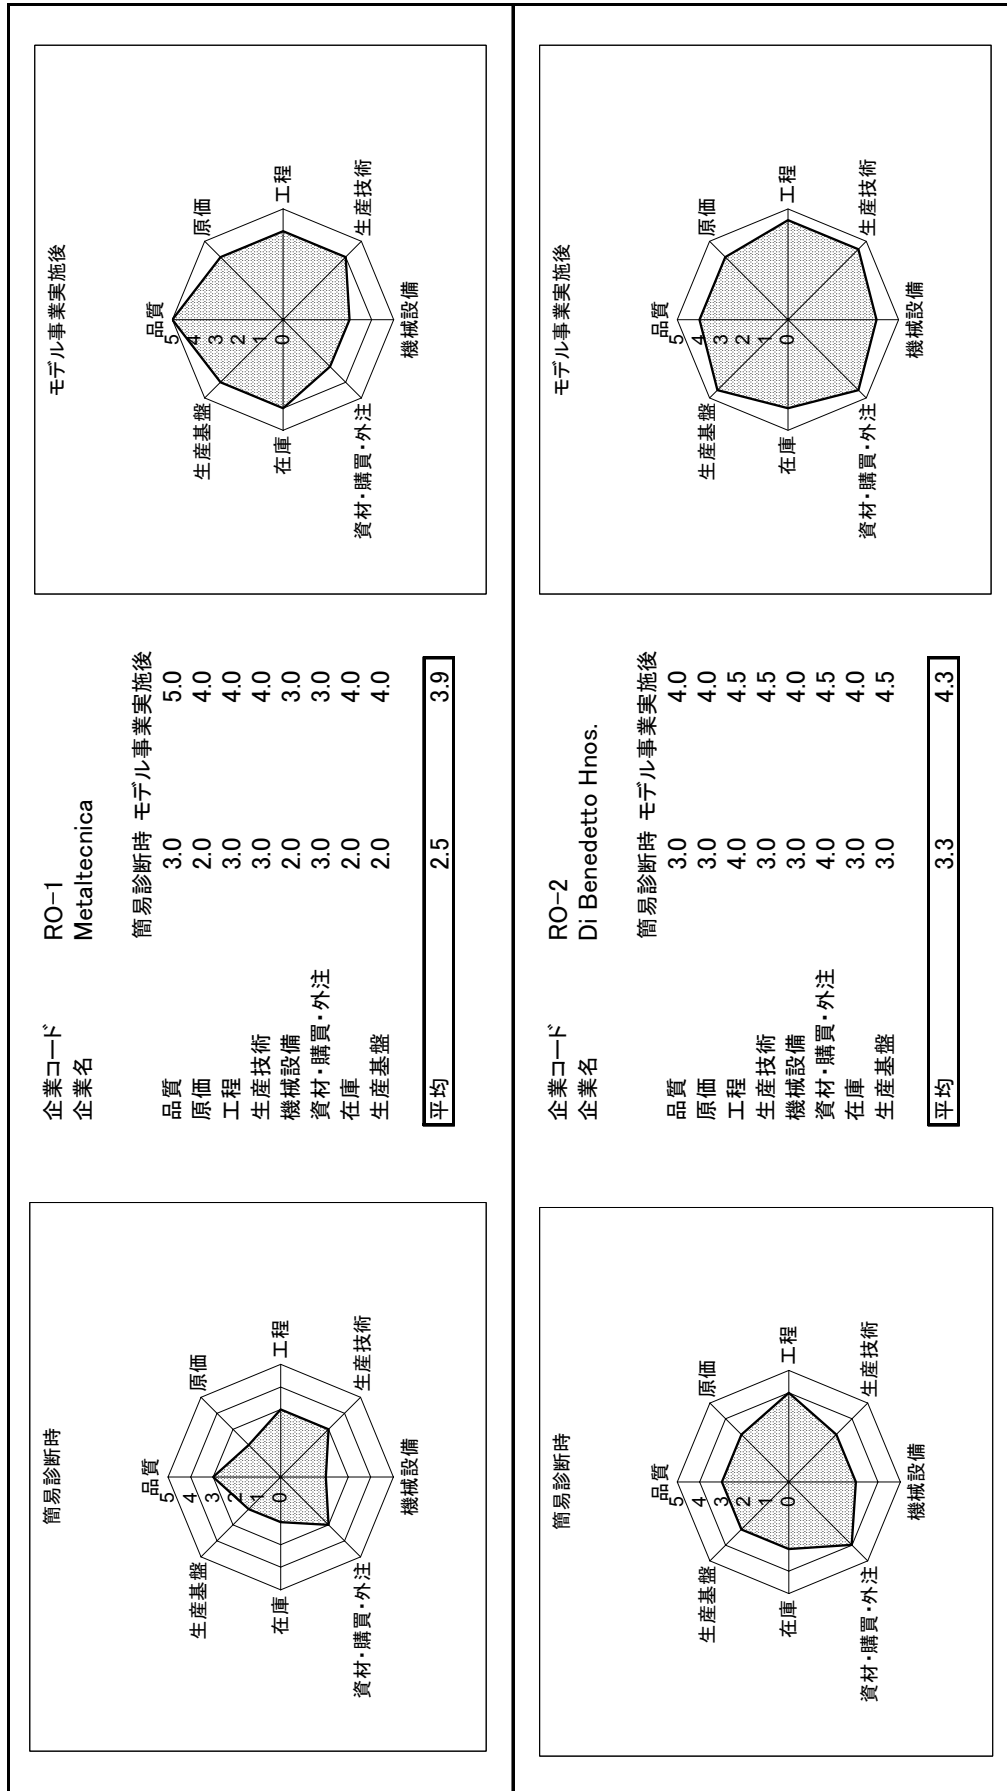 簡易診断時
品質
原価
工程
生産技術
機械設備
資材・購買・外注
在庫
生産基盤
5
4
3
2
1
0
企業コード RO-1
企業名 Metaltecnica
簡易診断時 モデル事業実施後
品質 3.0 5.0
原価 2.0 4.0
工程 3.0 4.0
生産技術 3.0 4.0
機械設備 2.0 3.0
資材・購買・外注 3.0 3.0
在庫 2.0 4.0
生産基盤 2.0 4.0
平均 2.5 3.9
モデル事業実施後
品質
原価
工程
生産技術
機械設備
資材・購買・外注
在庫
生産基盤
5
4
3
2
1
0
簡易診断時
品質
原価
工程
生産技術
機械設備
資材・購買・外注
在庫
生産基盤
5
4
3
2
1
0
企業コード RO-2
企業名 Di Benedetto Hnos.
簡易診断時 モデル事業実施後
品質 3.0 4.0
原価 3.0 4.0
工程 4.0 4.5
生産技術 3.0 4.5
機械設備 3.0 4.0
資材・購買・外注 4.0 4.5
在庫 3.0 4.0
生産基盤 3.0 4.5
平均 3.3 4.3
モデル事業実施後
品質
原価
工程
生産技術
機械設備
資材・購買・外注
在庫
生産基盤
5
4
3
2
1
0